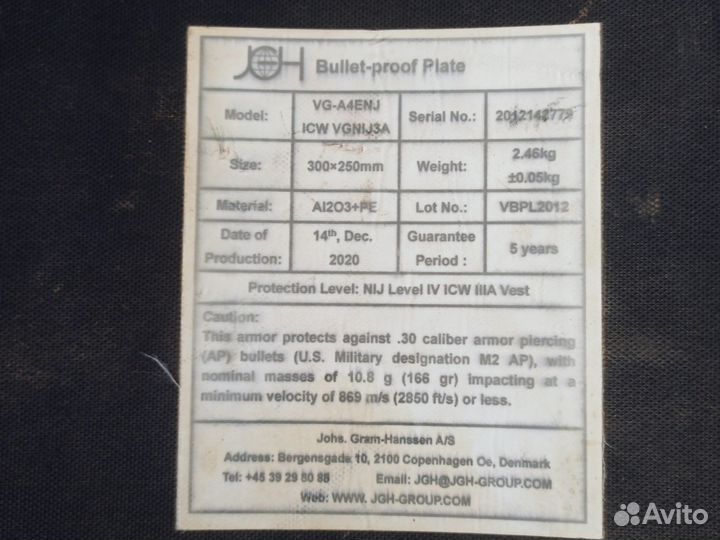 JGH Bullet-proof Plate
Model: VG-A4ENJ ICW VGNIJ3A Serial No.:
Size: 300×250mm Weight: 2.46kg ±0.05kg
Material: Al2O3+PE Lot No.: VBPL2012
Date of Production: 14th, Dec. 2020 Guarantee Period : 5 years
Protection Level: NIJ Level IV ICW IIIA Vest
Caution:
This armor protects against .30 caliber armor piercing
(AP) bullets (U.S. Military designation M2 AP), with
nominal masses of 10.8 g (166 gr) impacting at a
minimum velocity of 869 m/s (2850 ft/s) or less.
Johs. Gram-Hanssen A/S
Address: Bergensgade 10, 2100 Copenhagen Oe, Denmark
Tel: +45 39 29 80 85 Email: JGH@JGH-GROUP.COM
Web: WWW. JGH-GROUP.COM
Avito